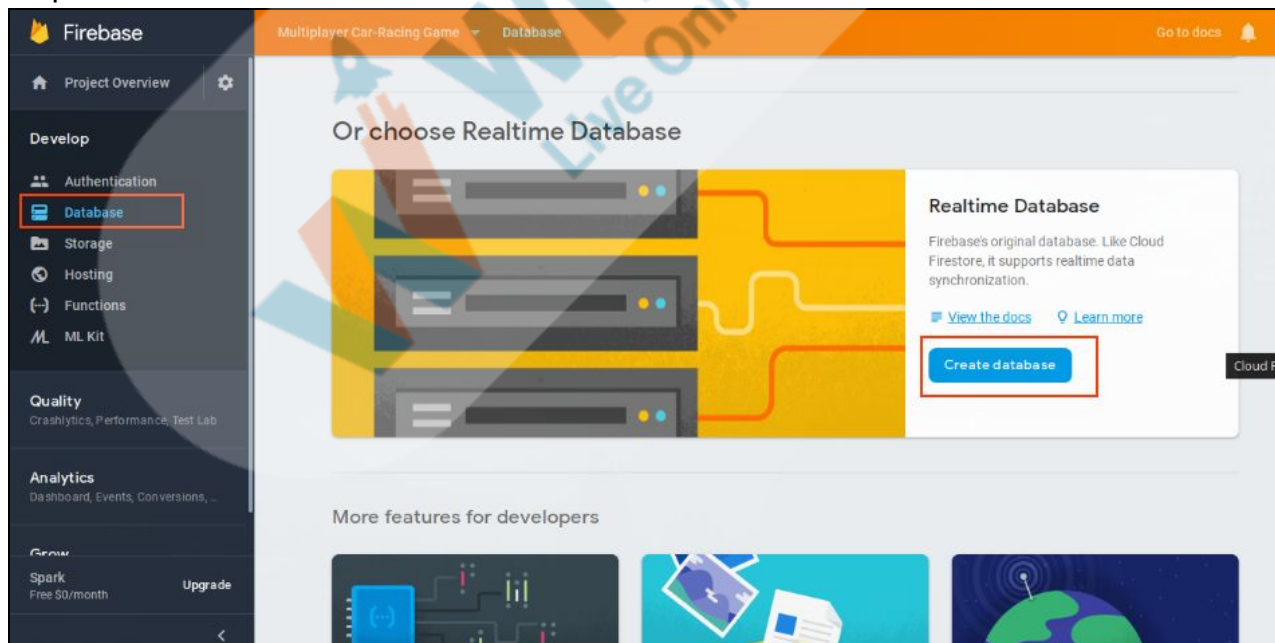 Firebase
Multiplayer Car-Racing Game
Database
Go to docs
Project Overview
Develop
Authentication
Database
Storage
Hosting
Functions
ML Kit
Quality
Crashlytics, Performance, Test Lab
Analytics
Dashboard, Events, Conversions, ...
Grow
Spark
Free $0/month
Upgrade
Or choose Realtime Database
Realtime Database
Firebase's original database. Like Cloud
Firestore, it supports realtime data
synchronization.
View the docs
Learn more
Create database
Cloud
More features for developers
Live